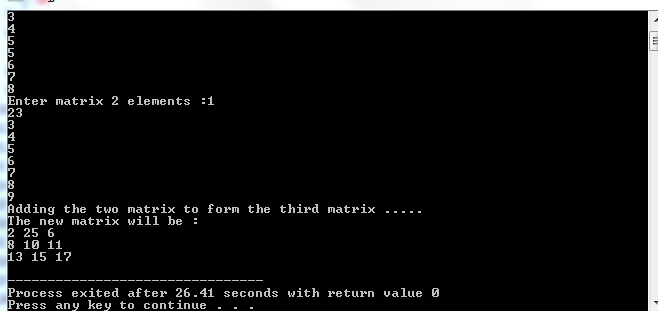 3
4
5
5
6
7
8
Enter matrix 2 elements :1
23
3
4
5
6
7
8
9
Adding the two matrix to form the third matrix .....
The new matrix will be :
2 25 6
8 10 11
13 15 17
--------------------------------
Process exited after 26.41 seconds with return value 0
Press any key to continue . . .